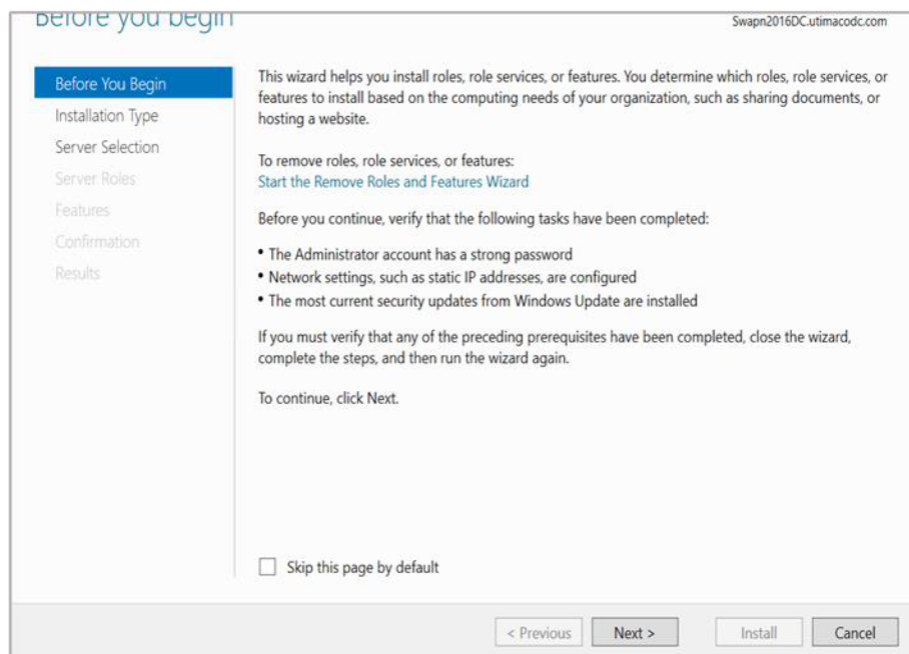 Before you begin
Swapn2016DC.utimacodc.com
Before You Begin
Installation Type
Server Selection
Server Roles
Features
Confirmation
Results
This wizard helps you install roles, role services, or features. You determine which roles, role services, or
features to install based on the computing needs of your organization, such as sharing documents, or
hosting a website.
To remove roles, role services, or features:
Start the Remove Roles and Features Wizard
Before you continue, verify that the following tasks have been completed:
• The Administrator account has a strong password
• Network settings, such as static IP addresses, are configured
• The most current security updates from Windows Update are installed
If you must verify that any of the preceding prerequisites have been completed, close the wizard,
complete the steps, and then run the wizard again.
To continue, click Next.
Skip this page by default
< Previous
Next >
Install
Cancel